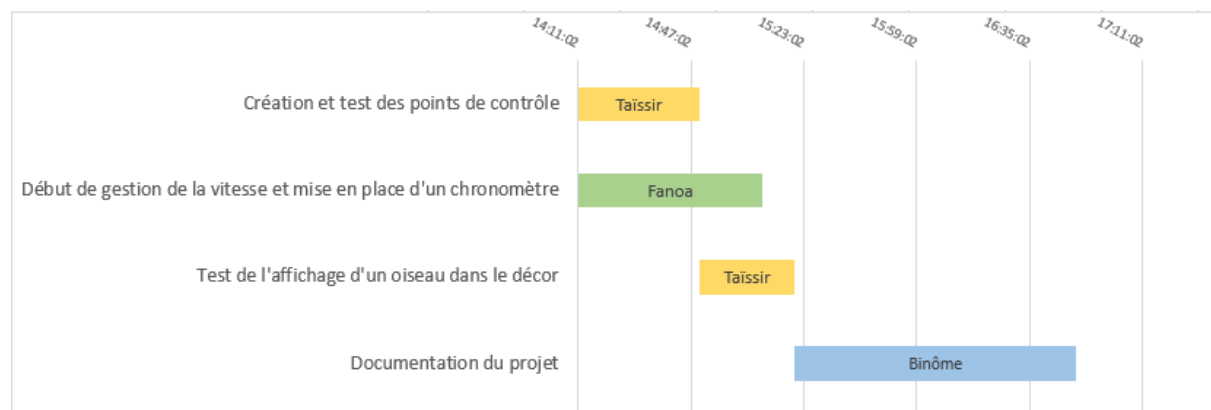 14:11:02
14:47:02
15:23:02
15:59:02
16:35:02
17:11:02
Création et test des points de contrôle
Taïssir
Début de gestion de la vitesse et mise en place d'un chronomètre
Fanoa
Test de l'affichage d'un oiseau dans le décor
Taïssir
Documentation du projet
Binôme